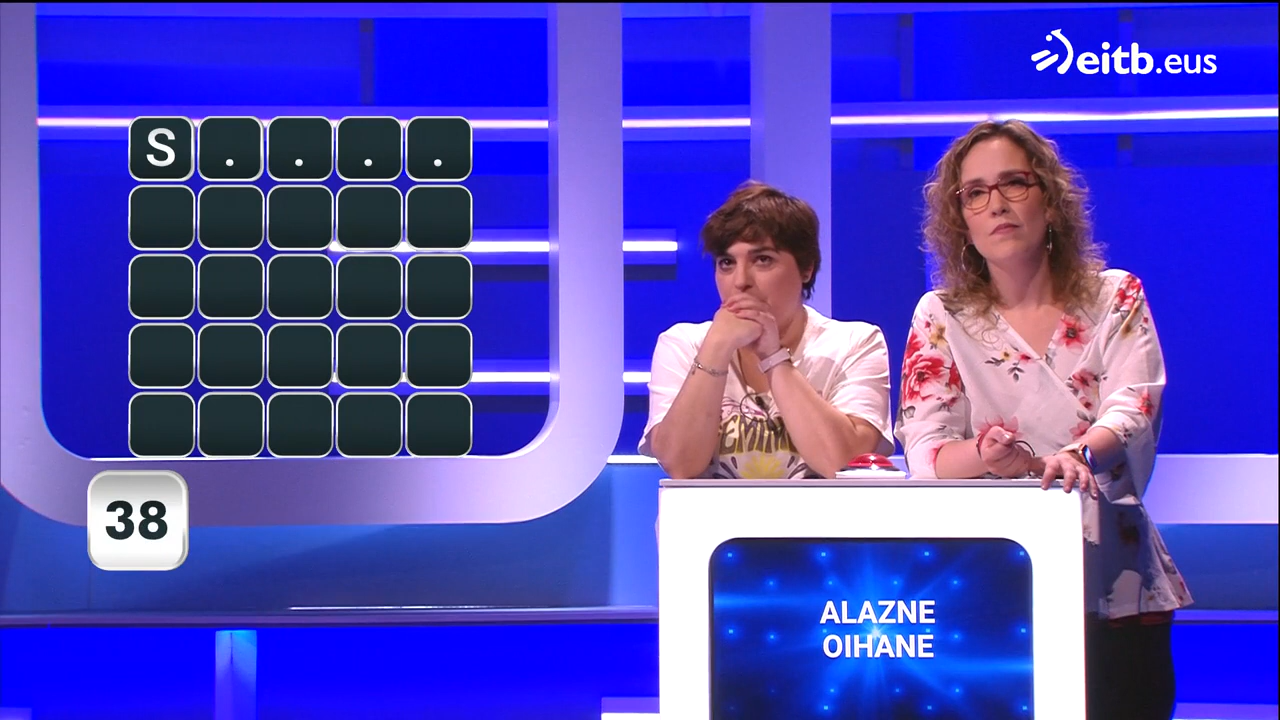 eitb.eus
S . . . .
38
ALAZNE
OIHANE